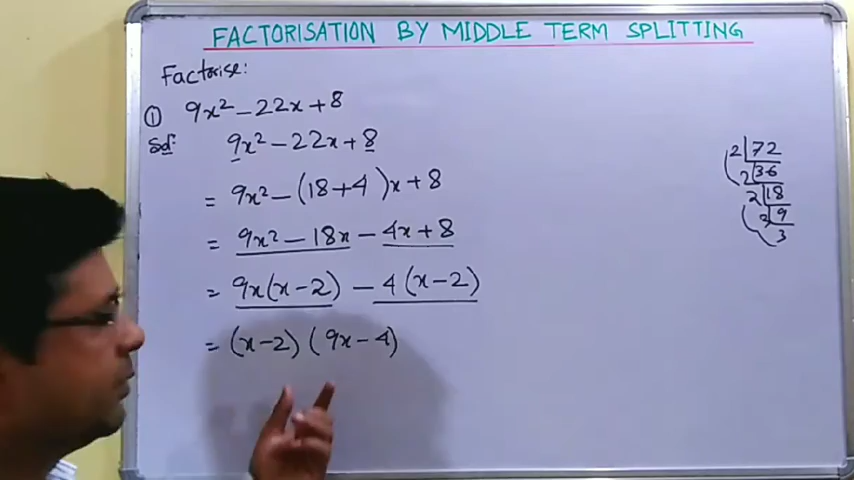 FACTORISATION BY MIDDLE TERM SPLITTING
Factorise:
① 9x² - 22x + 8
Sol: 9x² - 22x + 8
= 9x² - (18+4)x + 8
= 9x² - 18x - 4x + 8
= 9x(x-2) - 4(x-2)
= (x-2)(9x-4)
2|72
2|36
2|18
3|9
3